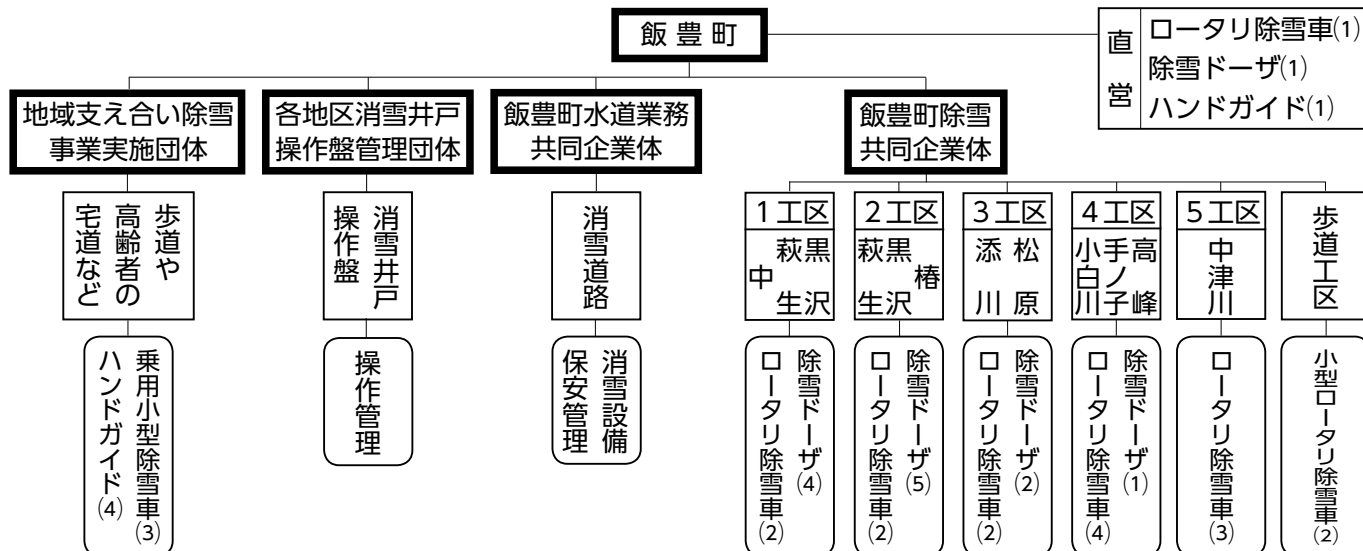 飯豊町
直営
ロータリ除雪車(1)
除雪ドーザ(1)
ハンドガイド(1)
地域支え合い除雪
事業実施団体
各地区消雪井戸
操作盤管理団体
飯豊町水道業務
共同企業体
飯豊町除雪
共同企業体
歩道や
高齢者の
宅道など
消雪井戸
操作盤
消雪道路
1工区
黒沢
萩生
中
2工区
椿
黒沢
萩生
3工区
松原
添川
4工区
高峰
手ノ子
小白川
5工区
中津川
歩道工区
乗用小型除雪車(3)
ハンドガイド(4)
操作管理
消雪設備
保安管理
除雪ドーザ(4)
ロータリ除雪車(2)
除雪ドーザ(5)
ロータリ除雪車(2)
除雪ドーザ(2)
ロータリ除雪車(2)
除雪ドーザ(1)
ロータリ除雪車(4)
ロータリ除雪車(3)
小型ロータリ除雪車(2)